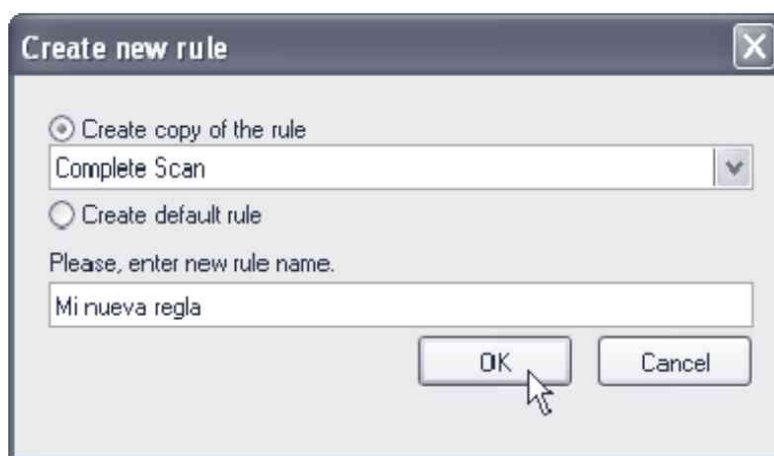 Create new rule
Create copy of the rule
Complete Scan
Create default rule
Please, enter new rule name.
Mi nueva regla
OK
Cancel